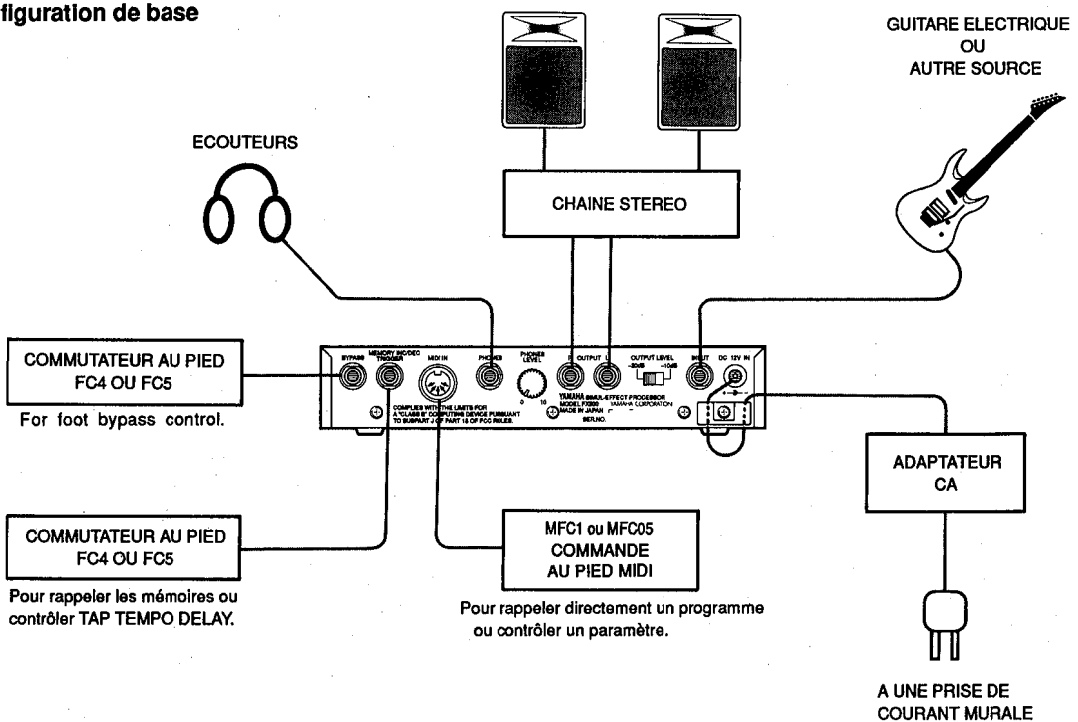 figuration de base
GUITARE ELECTRIQUE
OU
AUTRE SOURCE
ECOUTEURS
CHAINE STEREO
COMMUTATEUR AU PIED
FC4 OU FC5
For foot bypass control.
BYPASS
MEMORY INC/DEC
TRIGGER
MIDI IN
PHONES
PHONES
LEVEL
0 10
R OUTPUT L
OUTPUT LEVEL
-20dB -10dB
INPUT
DC 12V IN
COMPLIES WITH THE LIMITS FOR
A "CLASS B" COMPUTING DEVICE PURSUANT
TO SUBPART J OF PART 15 OF FCC RULES.
YAMAHA SIMUL-EFFECT PROCESSOR
MODEL YAMAHA CORPORATION
MADE IN JAPAN
SER.NO.
ADAPTATEUR
CA
COMMUTATEUR AU PIED
FC4 OU FC5
Pour rappeler les mémoires ou
contrôler TAP TEMPO DELAY.
MFC1 ou MFC05
COMMANDE
AU PIED MIDI
Pour rappeler directement un programme
ou contrôler un paramètre.
A UNE PRISE DE
COURANT MURALE